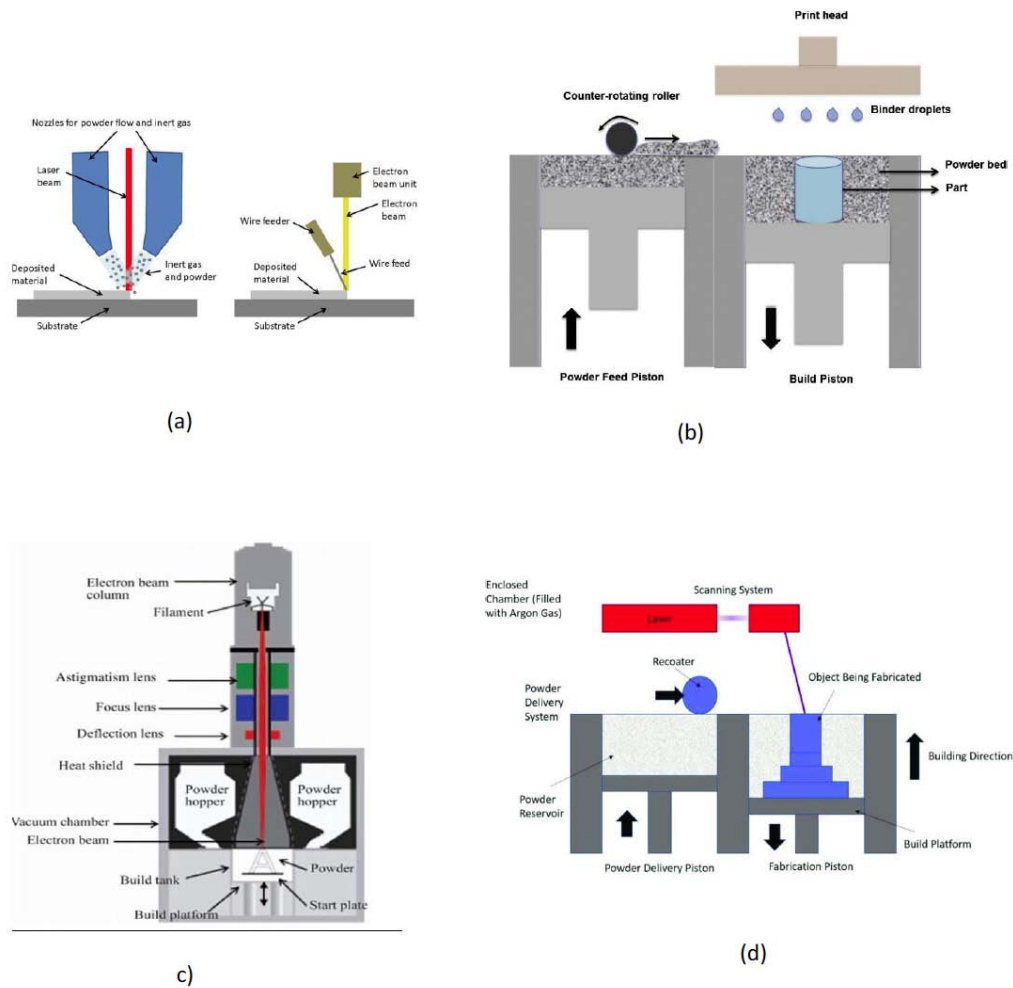 Nozzles for powder flow and inert gas
Laser
beam
Inert gas
and powder
Deposited
material
Substrate
Electron
beam unit
Electron
beam
Wire feeder
Wire feed
Deposited
material
Substrate
(a)
Print head
Counter-rotating roller
Binder droplets
Powder bed
Part
Powder Feed Piston
Build Piston
(b)
Electron beam
column
Filament
Astigmatism lens
Focus lens
Deflection lens
Heat shield
Powder
hopper
Powder
hopper
Vacuum chamber
Electron beam
Powder
Build tank
Start plate
Build platform
c)
Enclosed
Chamber (Filled
with Argon Gas)
Scanning System
Laser
Recoater
Powder
Delivery
System
Object Being Fabricated
Building Direction
Powder
Reservoir
Build Platform
Powder Delivery Piston
Fabrication Piston
(d)